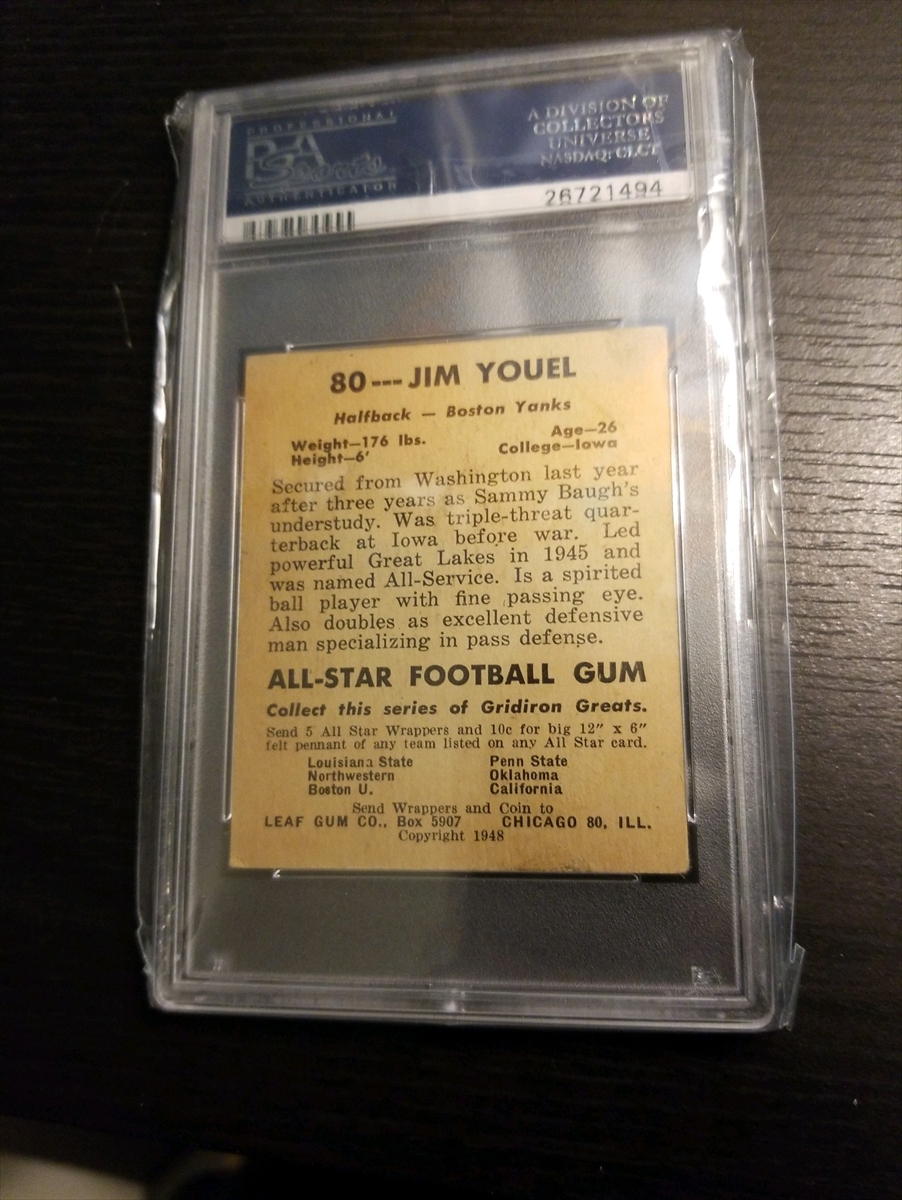 PROFESSIONAL
PSA
Sports
AUTHENTICATOR
A DIVISION OF
COLLECTORS
UNIVERSE
NASDAQ: CLCT
26721494
80---JIM YOUEL
Halfback — Boston Yanks
Weight—176 lbs. Age—26
Height—6' College—Iowa
Secured from Washington last year
after three years as Sammy Baugh's
understudy. Was triple-threat quar-
terback at Iowa before war. Led
powerful Great Lakes in 1945 and
was named All-Service. Is a spirited
ball player with fine passing eye.
Also doubles as excellent defensive
man specializing in pass defense.
ALL-STAR FOOTBALL GUM
Collect this series of Gridiron Greats.
Send 5 All Star Wrappers and 10c for big 12" x 6"
felt pennant of any team listed on any All Star card.
Louisiana State Penn State
Northwestern Oklahoma
Boston U. California
Send Wrappers and Coin to
LEAF GUM CO., Box 5907 CHICAGO 80, ILL.
Copyright 1948